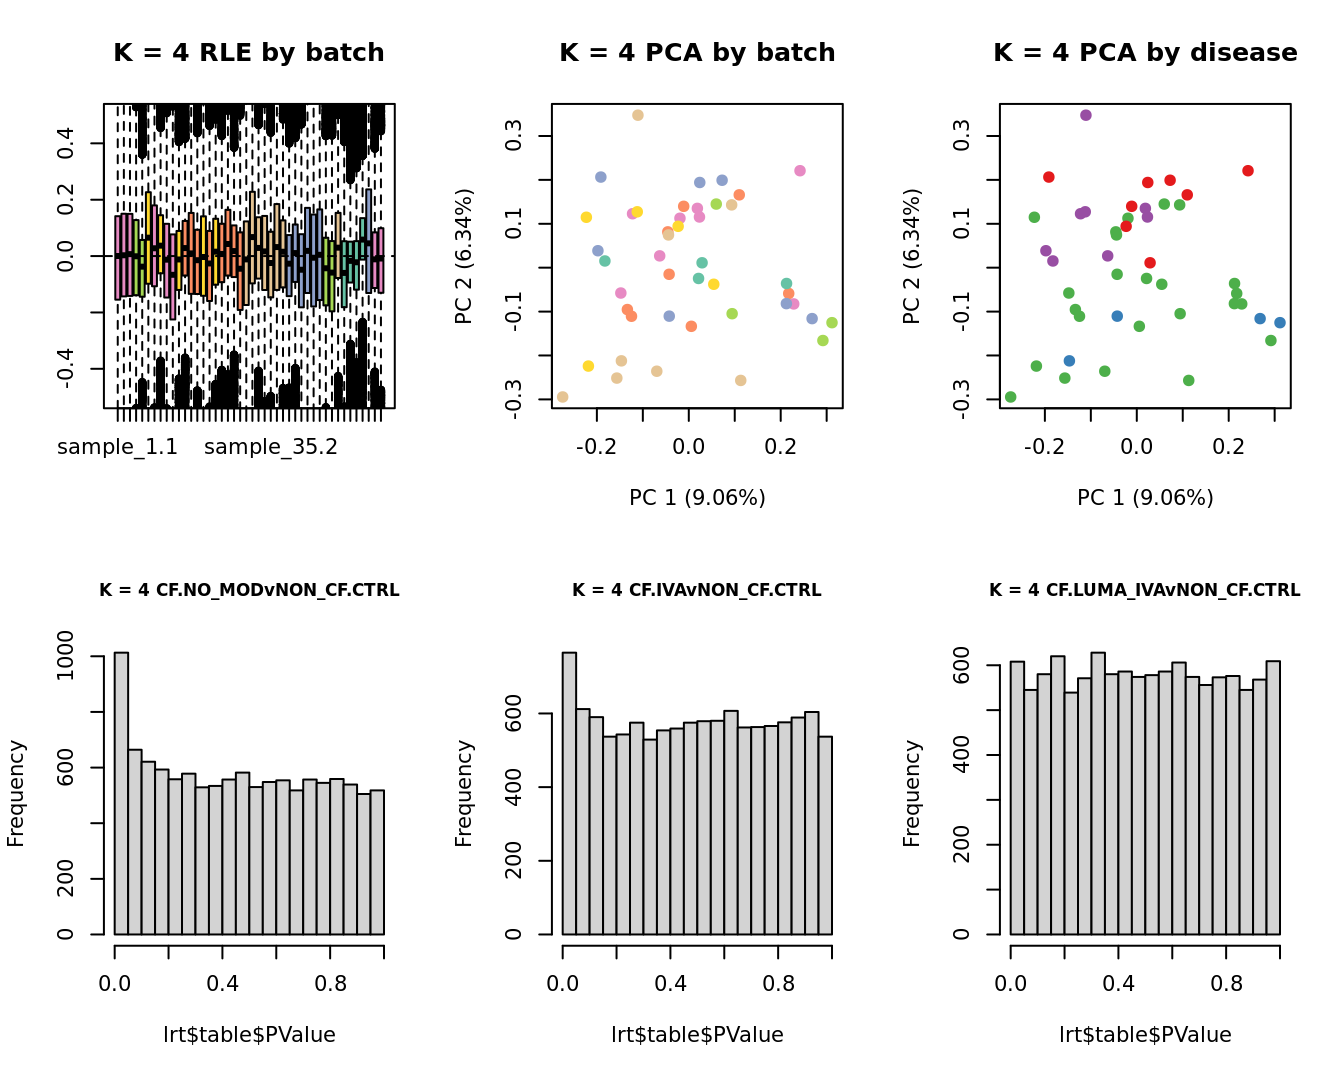 K = 4 RLE by batch
0.4
0.2
0.0
-0.4
sample_1.1
sample_35.2
K = 4 PCA by batch
PC 2 (6.34%)
0.3
0.1
-0.1
-0.3
-0.2
0.0
0.2
PC 1 (9.06%)
K = 4 PCA by disease
PC 2 (6.34%)
0.3
0.1
-0.1
-0.3
-0.2
0.0
0.2
PC 1 (9.06%)
K = 4 CF.NO_MODvNON_CF.CTRL
Frequency
1000
600
200
0
0.0
0.4
0.8
lrt$table$PValue
K = 4 CF.IVAvNON_CF.CTRL
Frequency
600
400
200
0
0.0
0.4
0.8
lrt$table$PValue
K = 4 CF.LUMA_IVAvNON_CF.CTRL
Frequency
600
400
200
0
0.0
0.4
0.8
lrt$table$PValue